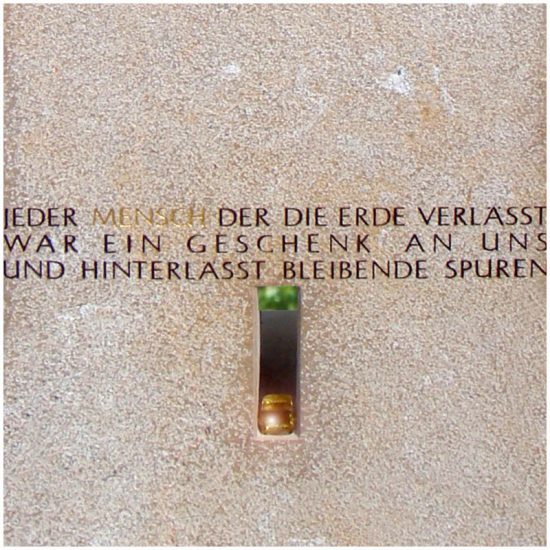 JEDER MENSCH DER DIE ERDE VERLÄSST
WAR EIN GESCHENK AN UNS
UND HINTERLÄSST BLEIBENDE SPUREN